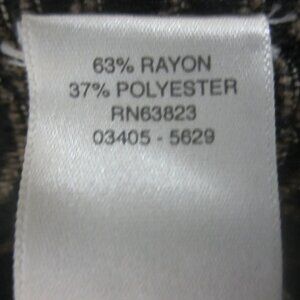 63% RAYON
37% POLYESTER
RN63823
03405 - 5629